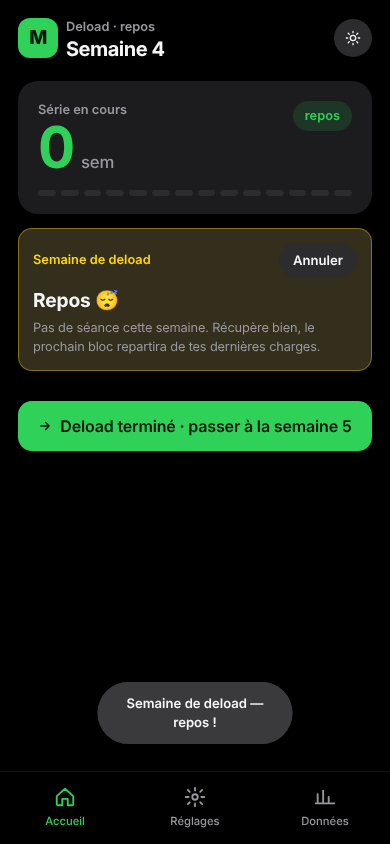 M
Deload · repos
Semaine 4
Série en cours
repos
0 sem
Semaine de deload
Annuler
Repos 😴
Pas de séance cette semaine. Récupère bien, le
prochain bloc repartira de tes dernières charges.
→ Deload terminé · passer à la semaine 5
Semaine de deload —
repos !
Accueil
Réglages
Données